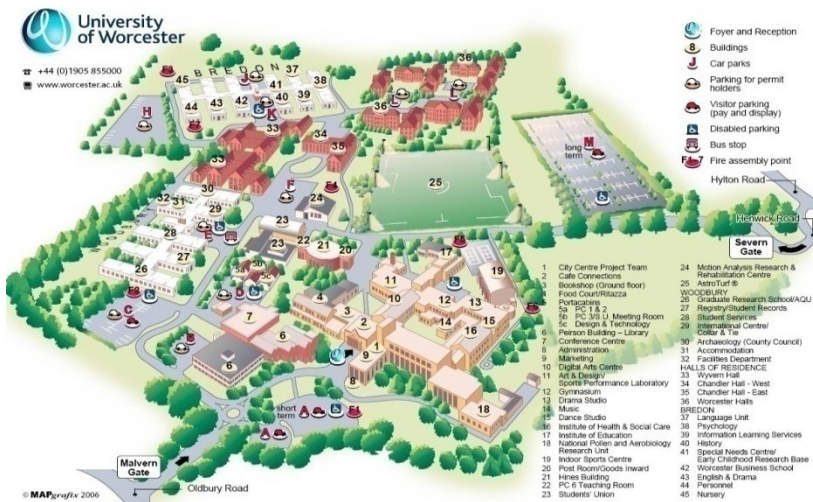 University
of Worcester
+44 (0)1905 855000
www.worcester.ac.uk
BREDON
Foyer and Reception
8 Buildings
J Car parks
Parking for permit
holders
Visitor parking
(pay and display)
Disabled parking
Bus stop
F1-7 Fire assembly point
Hylton Road
Henwick Road
Severn
Gate
long
term
M
short
term
Malvern
Gate
Oldbury Road
© MAPgrafix 2006
1 City Centre Project Team
2 Cafe Connections
3 Bookshop (Ground floor)
4 Food Court/Ritazza
5 Portacabins
5a PC 1 & 2
5b PC 3/S.U. Meeting Room
5c Design & Technology
6 Peirson Building – Library
7 Conference Centre
8 Administration
9 Marketing
10 Digital Arts Centre
11 Art & Design/
Sports Performance Laboratory
12 Gymnasium
13 Drama Studio
14 Music
15 Dance Studio
16 Institute of Health & Social Care
17 Institute of Education
18 National Pollen and Aerobiology
Research Unit
19 Indoor Sports Centre
20 Post Room/Goods Inward
21 Hines Building
22 PC 6 Teaching Room
23 Students' Union
24 Motion Analysis Research &
Rehabilitation Centre
25 AstroTurf ®
WOODBURY
26 Graduate Research School/AQU
27 Registry/Student Records
28 Student Services
29 International Centre/
Collar & Tie
30 Archaeology (County Council)
31 Accommodation
32 Facilities Department
HALLS OF RESIDENCE
33 Wyvern Hall
34 Chandler Hall - West
35 Chandler Hall - East
36 Worcester Halls
BREDON
37 Language Unit
38 Psychology
39 Information Learning Services
40 History
41 Special Needs Centre/
Early Childhood Research Base
42 Worcester Business School
43 English & Drama
44 Personnel
45 Nursery